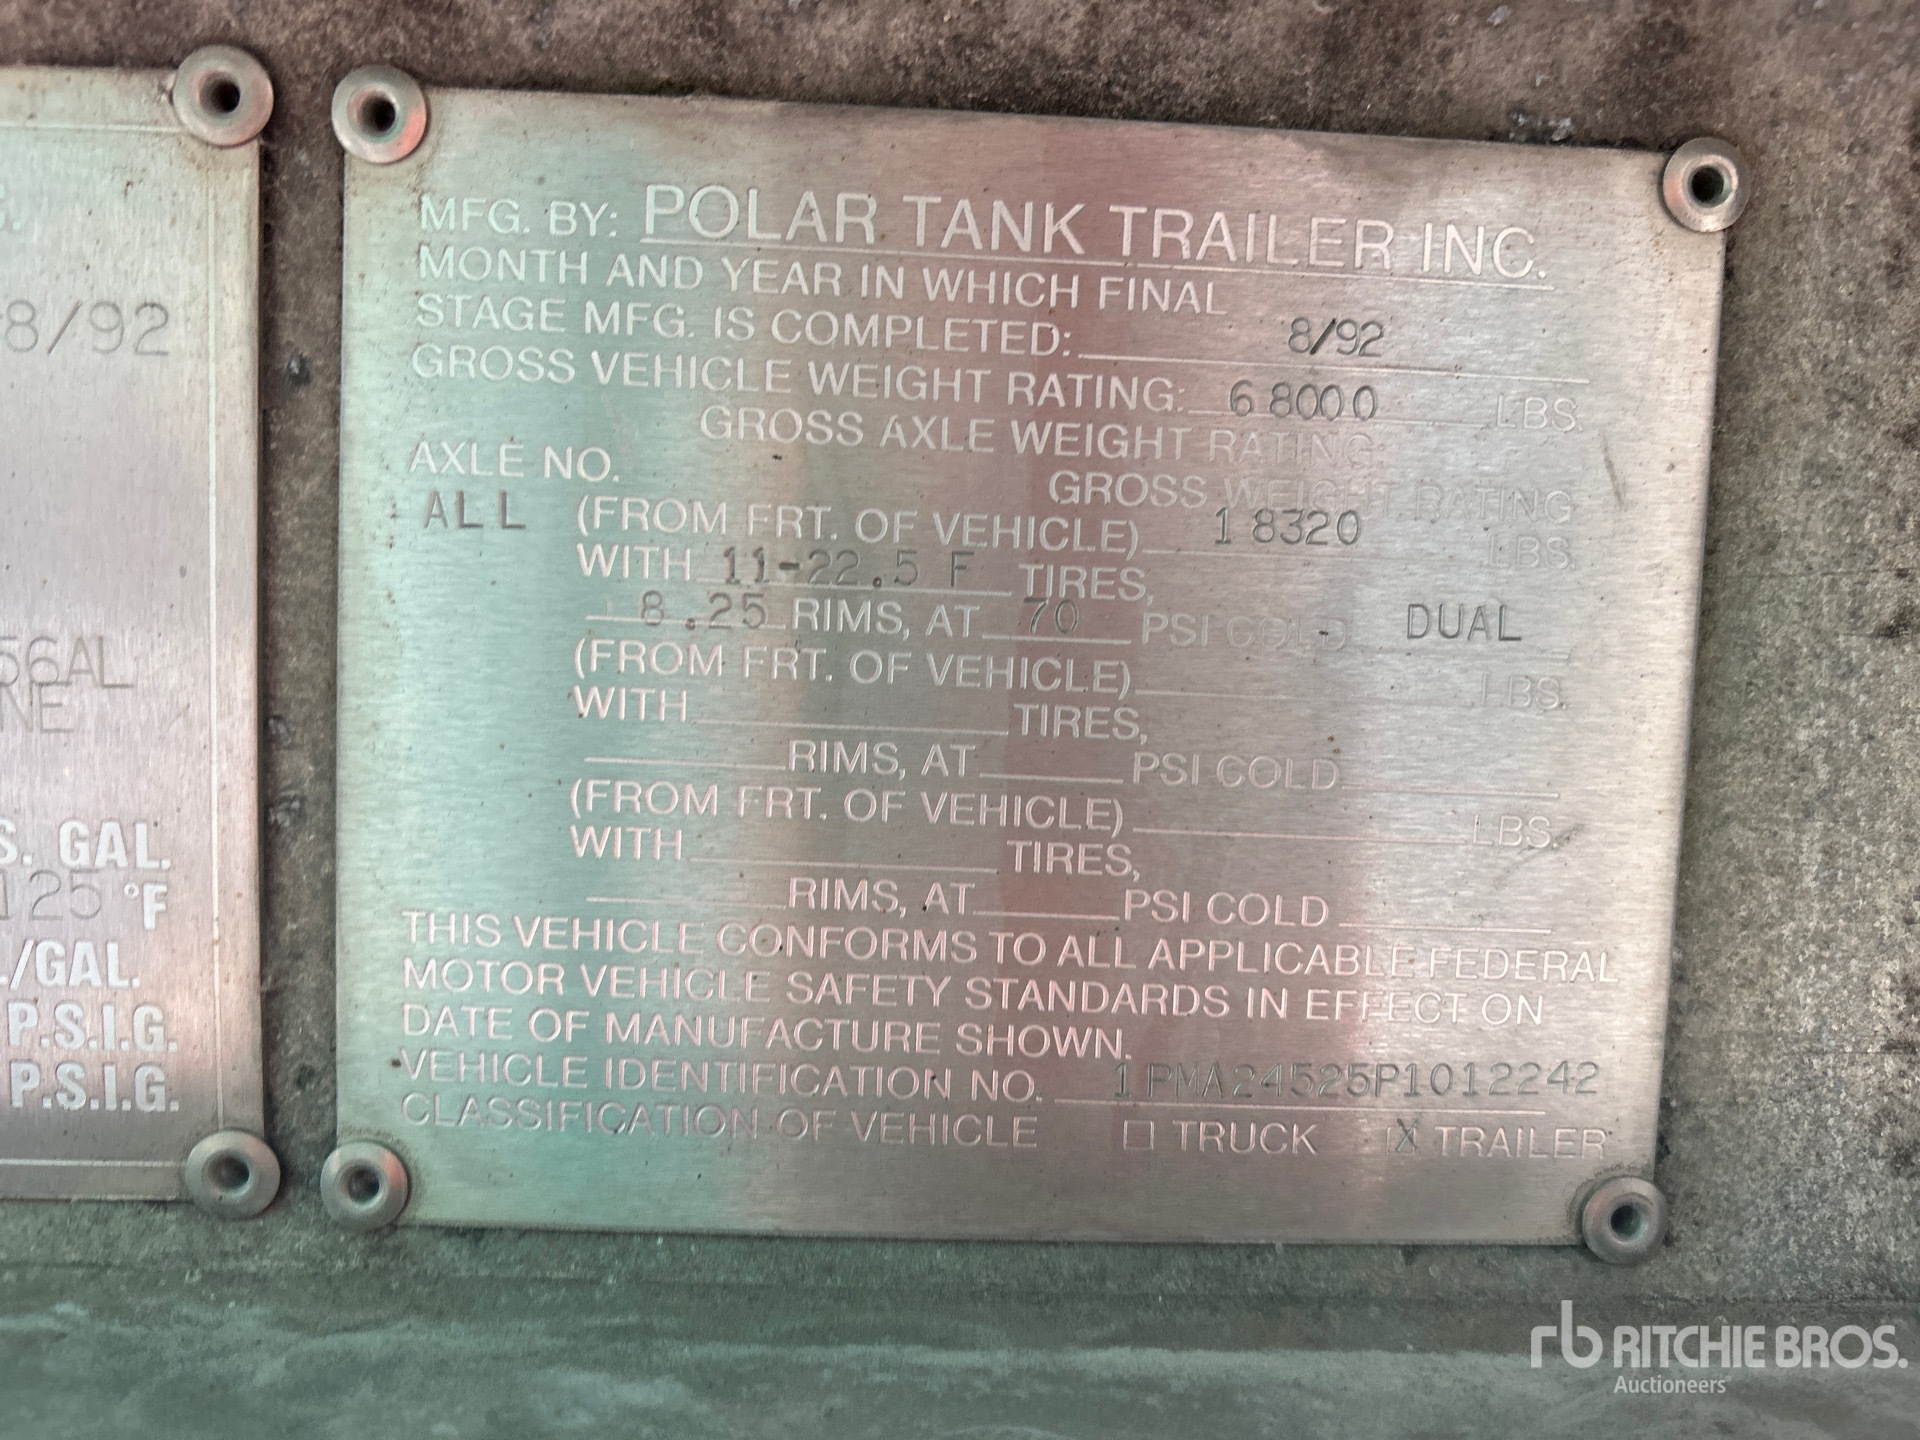 8/92
56AL
NE
S. GAL.
125 °F
./GAL.
P.S.I.G.
P.S.I.G.
MFG. BY: POLAR TANK TRAILER INC.
MONTH AND YEAR IN WHICH FINAL
STAGE MFG. IS COMPLETED: 8/92
GROSS VEHICLE WEIGHT RATING: 68000 LBS.
GROSS AXLE WEIGHT RATING
AXLE NO. GROSS WEIGHT RATING
ALL (FROM FRT. OF VEHICLE) 18320 LBS.
WITH 11-22.5 F TIRES,
8.25 RIMS, AT 70 PSI COLD DUAL
(FROM FRT. OF VEHICLE) LBS.
WITH TIRES,
RIMS, AT PSI COLD
(FROM FRT. OF VEHICLE) LBS.
WITH TIRES,
RIMS, AT PSI COLD
THIS VEHICLE CONFORMS TO ALL APPLICABLE FEDERAL
MOTOR VEHICLE SAFETY STANDARDS IN EFFECT ON
DATE OF MANUFACTURE SHOWN.
VEHICLE IDENTIFICATION NO. 1PMA24525P1012242
CLASSIFICATION OF VEHICLE □ TRUCK X TRAILER
rb RITCHIE BROS.
Auctioneers